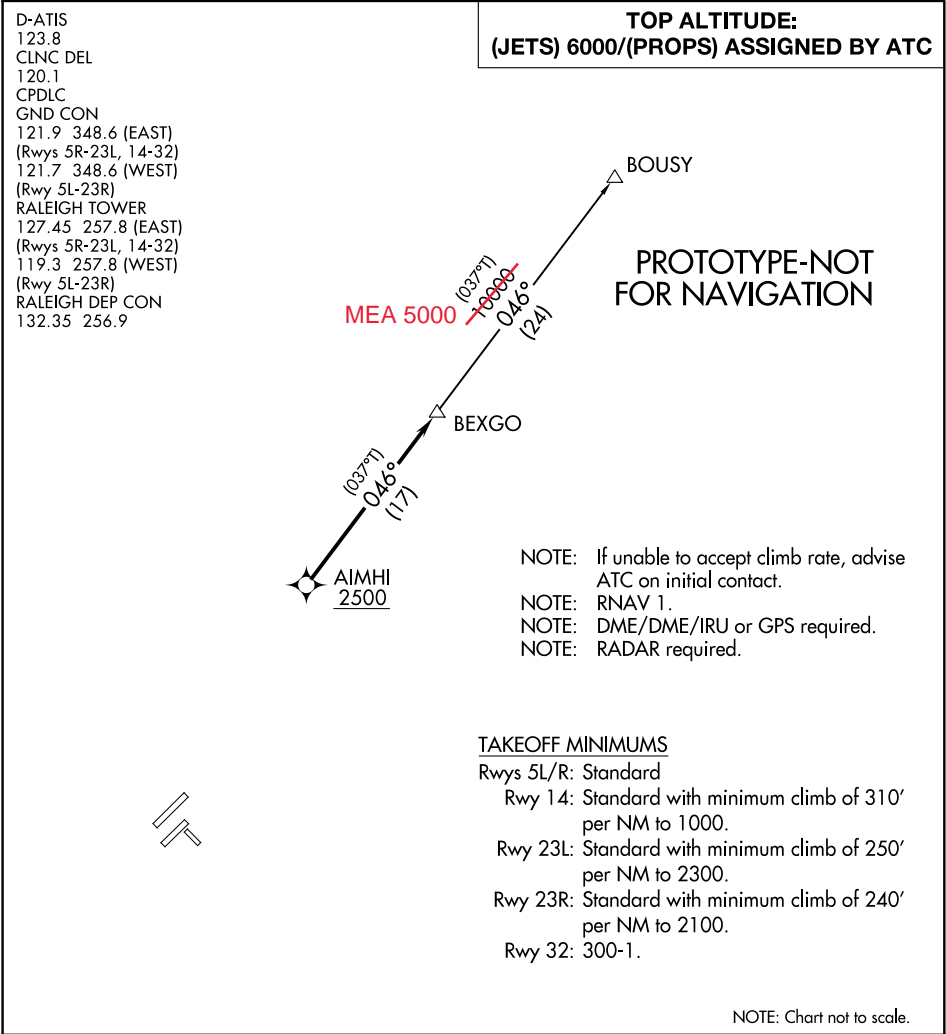 D-ATIS
123.8
CLNC DEL
120.1
CPDLC
GND CON
121.9 348.6 (EAST)
(Rwys 5R-23L, 14-32)
121.7 348.6 (WEST)
(Rwy 5L-23R)
RALEIGH TOWER
127.45 257.8 (EAST)
(Rwys 5R-23L, 14-32)
119.3 257.8 (WEST)
(Rwy 5L-23R)
RALEIGH DEP CON
132.35 256.9
TOP ALTITUDE:
(JETS) 6000/(PROPS) ASSIGNED BY ATC
BOUSY
PROTOTYPE-NOT
FOR NAVIGATION
(037°T)
10000
046°
(24)
MEA 5000
BEXGO
(037°T)
046°
(17)
AIMHI
2500
NOTE: If unable to accept climb rate, advise
ATC on initial contact.
NOTE: RNAV 1.
NOTE: DME/DME/IRU or GPS required.
NOTE: RADAR required.
TAKEOFF MINIMUMS
Rwys 5L/R: Standard
Rwy 14: Standard with minimum climb of 310'
per NM to 1000.
Rwy 23L: Standard with minimum climb of 250'
per NM to 2300.
Rwy 23R: Standard with minimum climb of 240'
per NM to 2100.
Rwy 32: 300-1.
NOTE: Chart not to scale.